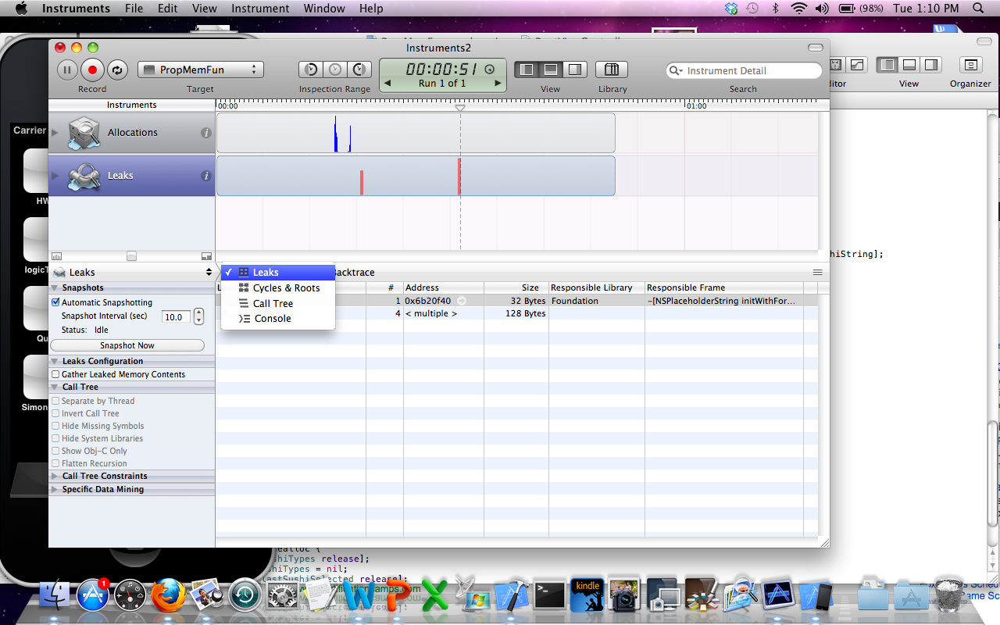 Instruments File Edit View Instrument Window Help (98%) Tue 1:10 PM
Instruments2
PropMemFun
00:00:51
Run 1 of 1
Instrument Detail
Record Target Inspection Range View Library Search
View Organizer
Instruments 00:00 01:00
Carrier
Allocations
Leaks
Leaks
Leaks
Backtrace
Cycles & Roots
Call Tree
Console
# Address Size Responsible Library Responsible Frame
1 0x6b20f40 32 Bytes Foundation -[NSPlaceholderString initWithFor...
4 < multiple > 128 Bytes
Snapshots
Automatic Snapshotting
Snapshot Interval (sec) 10.0
Status: Idle
Snapshot Now
Leaks Configuration
Gather Leaked Memory Contents
Call Tree
Separate by Thread
Invert Call Tree
Hide Missing Symbols
Hide System Libraries
Show Obj-C Only
Flatten Recursion
Call Tree Constraints
Specific Data Mining
hiString];
HW
logicT
Qu
Simon
ealloc {
shiTypes release];
shiTypes = nil;
astSushiSelected release];
1
kindle